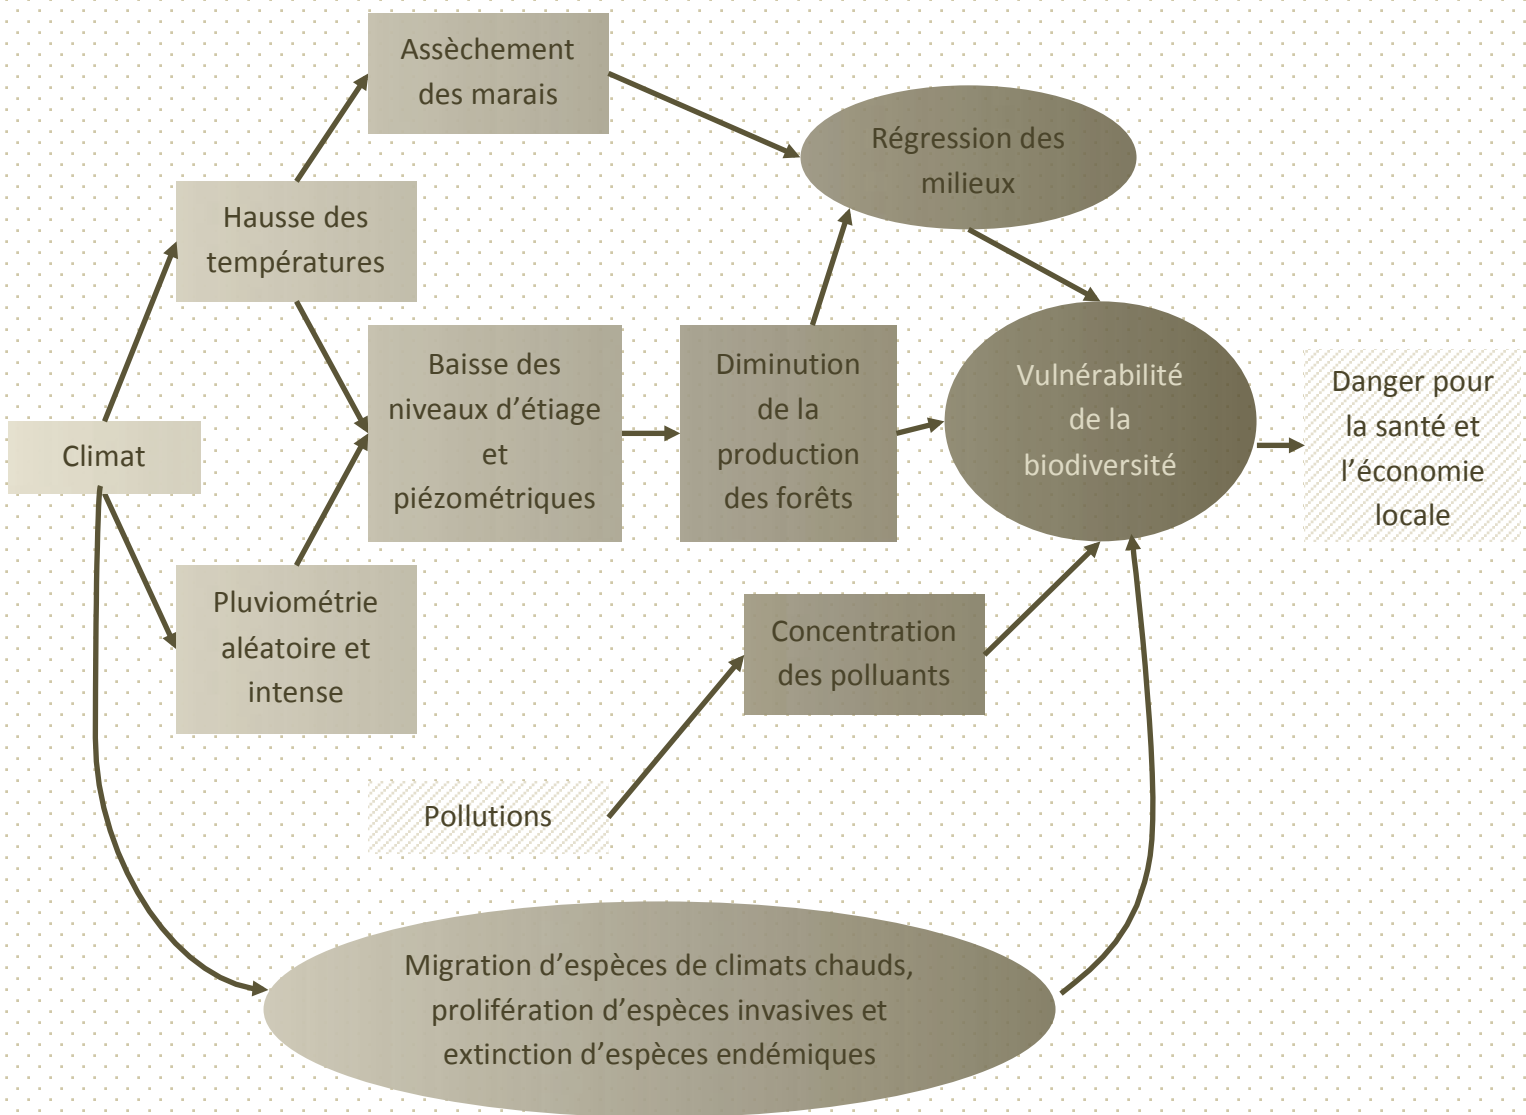 Assèchement
des marais
Régression des
milieux
Hausse des
températures
Baisse des
niveaux d’étiage
et
piézométriques
Diminution
de la
production
des forêts
Vulnérabilité
de la
biodiversité
Danger pour
la santé et
l’économie
locale
Climat
Pluviométrie
aléatoire et
intense
Concentration
des polluants
Pollutions
Migration d’espèces de climats chauds,
prolifération d’espèces invasives et
extinction d’espèces endémiques